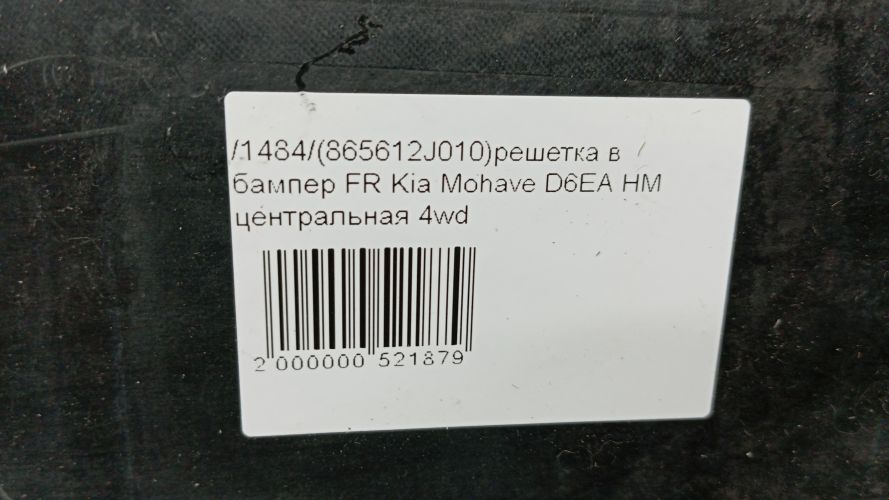 /1484/(865612J010)решетка в
бампер FR Kia Mohave D6EA HM
центральная 4wd
2 000000 521879